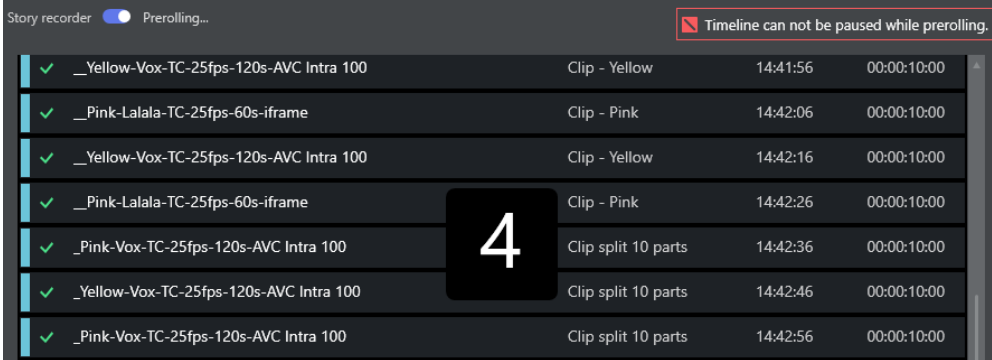 Story recorder Prerolling...
Timeline can not be paused while prerolling.
__Yellow-Vox-TC-25fps-120s-AVC Intra 100 Clip - Yellow 14:41:56 00:00:10:00
__Pink-Lalala-TC-25fps-60s-iframe Clip - Pink 14:42:06 00:00:10:00
__Yellow-Vox-TC-25fps-120s-AVC Intra 100 Clip - Yellow 14:42:16 00:00:10:00
__Pink-Lalala-TC-25fps-60s-iframe Clip - Pink 14:42:26 00:00:10:00
_Pink-Vox-TC-25fps-120s-AVC Intra 100 Clip split 10 parts 14:42:36 00:00:10:00
4
_Yellow-Vox-TC-25fps-120s-AVC Intra 100 Clip split 10 parts 14:42:46 00:00:10:00
_Pink-Vox-TC-25fps-120s-AVC Intra 100 Clip split 10 parts 14:42:56 00:00:10:00